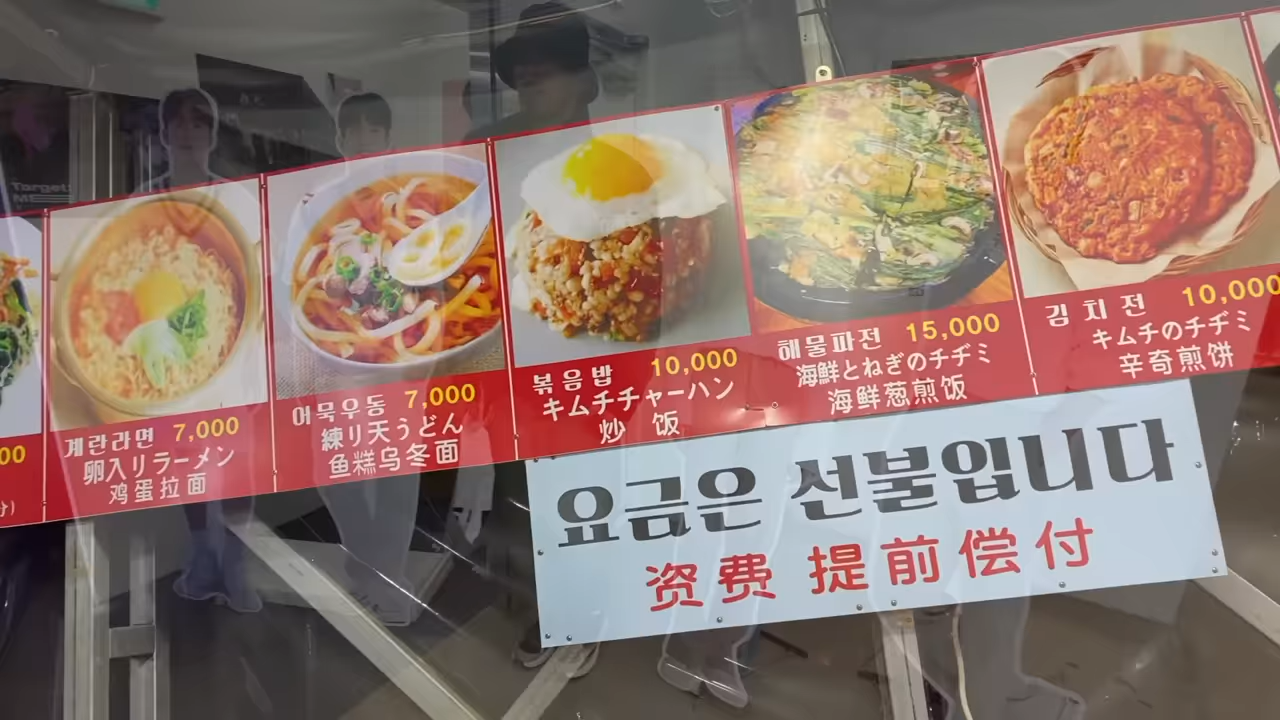 Target:
ME
00
계란라면 7,000
卵入りラーメン
鸡蛋拉面
어묵우동 7,000
練り天うどん
鱼糕乌冬面
볶음밥 10,000
キムチチャーハン
炒 饭
해물파전 15,000
海鮮とねぎのチヂミ
海鲜葱煎饭
김치전 10,000
キムチのチヂミ
辛奇煎饼
요금은 선불입니다
资费 提前偿付